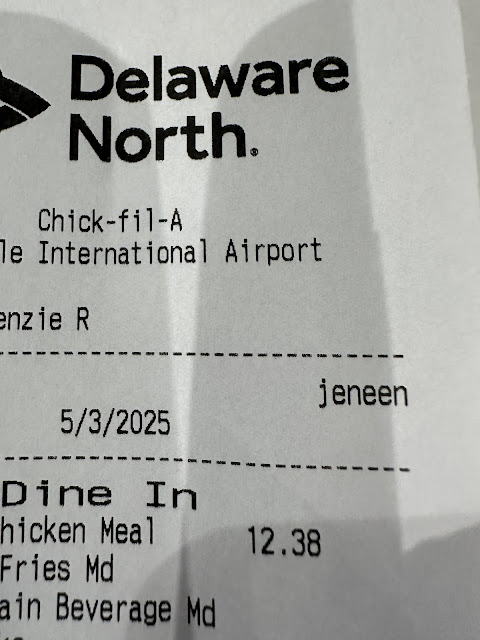 Delaware
North.
Chick-fil-A
le International Airport
enzie R
jeneen
5/3/2025
Dine In
hicken Meal 12.38
Fries Md
ain Beverage Md